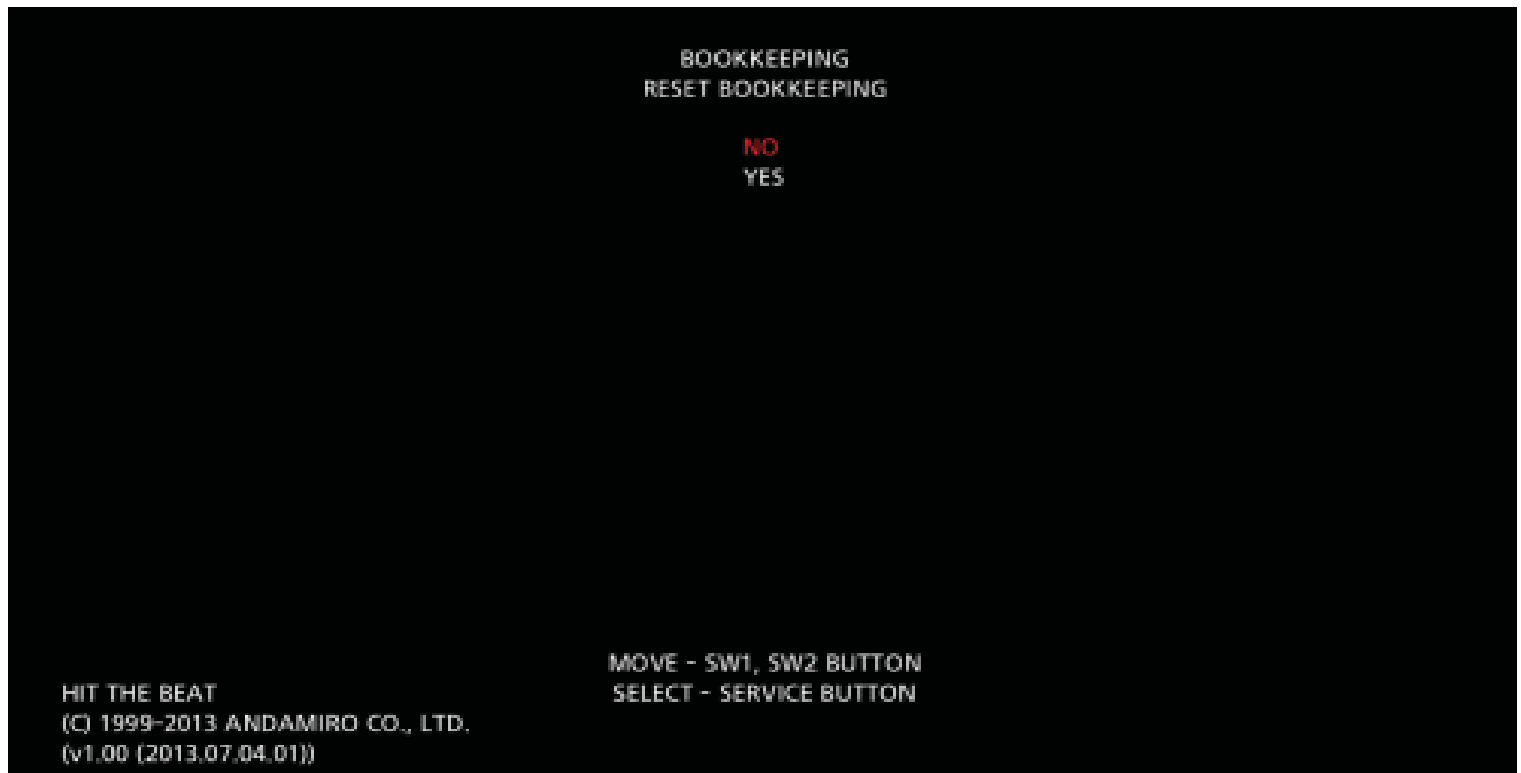 BOOKKEEPING
RESET BOOKKEEPING
NO
YES
MOVE - SW1, SW2 BUTTON
SELECT - SERVICE BUTTON
HIT THE BEAT
(C) 1999-2013 ANDAMIRO CO., LTD.
(v1.00 (2013.07.04.01))